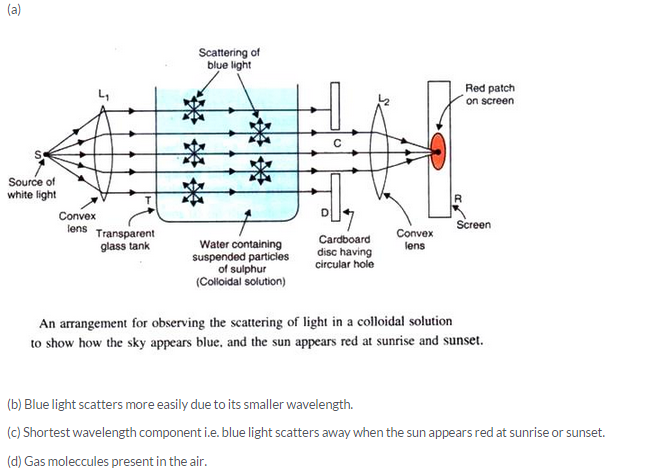 (a)
Scattering of
blue light
L1
L2
Red patch
on screen
C
S
Source of
white light
T
R
D
Convex
lens
Transparent
glass tank
Water containing
suspended particles
of sulphur
(Colloidal solution)
Cardboard
disc having
circular hole
Convex
lens
Screen
An arrangement for observing the scattering of light in a colloidal solution
to show how the sky appears blue, and the sun appears red at sunrise and sunset.
(b) Blue light scatters more easily due to its smaller wavelength.
(c) Shortest wavelength component i.e. blue light scatters away when the sun appears red at sunrise or sunset.
(d) Gas moleccules present in the air.